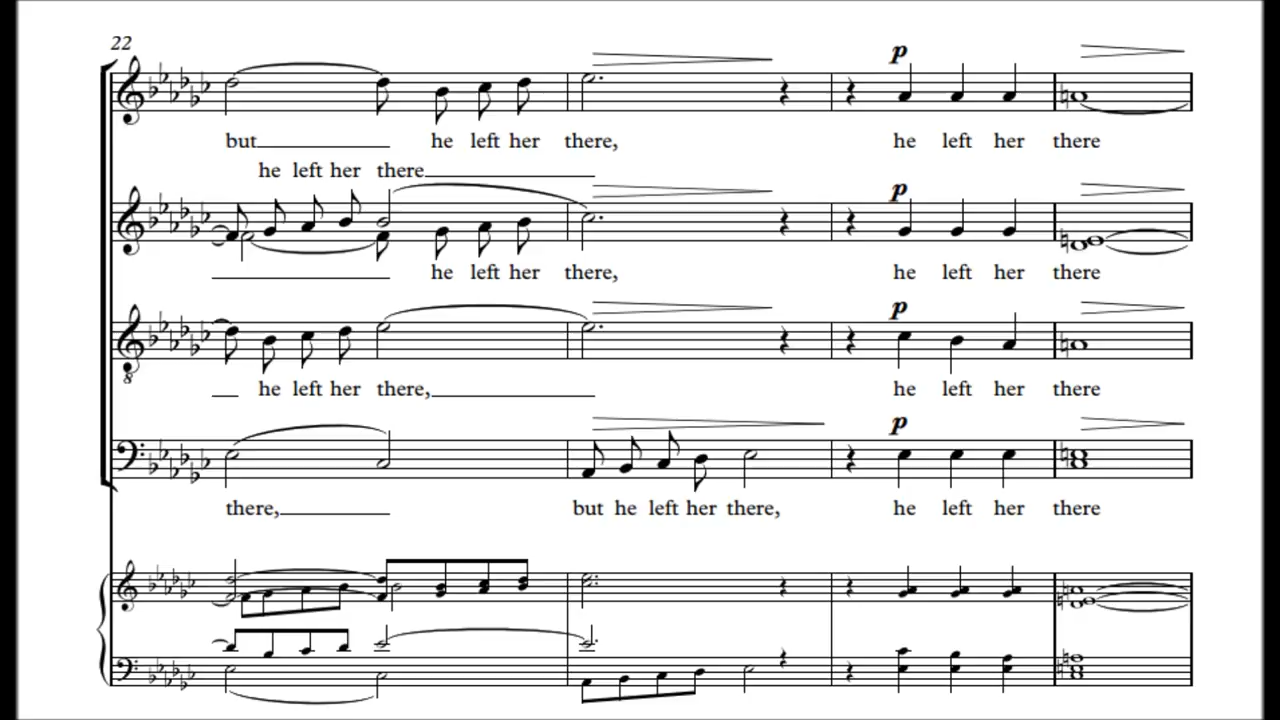 22
p
but he left her there, he left her there
he left her there
p
he left her there, he left her there
p
he left her there, he left her there
8
p
there, but he left her there, he left her there